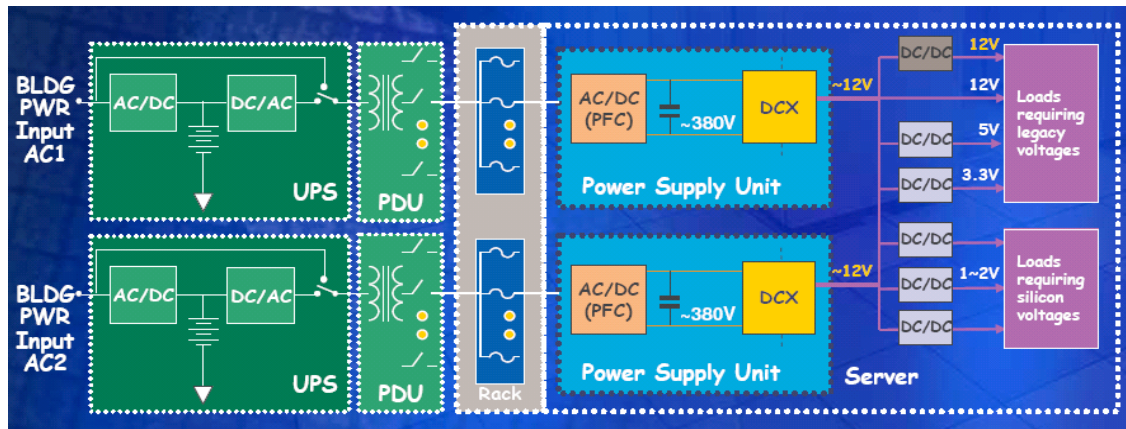 BLDG
PWR
Input
AC1
AC/DC
DC/AC
UPS
PDU
AC/DC
(PFC)
~380V
DCX
Power Supply Unit
~12V
DC/DC
12V
12V
DC/DC
5V
DC/DC
3.3V
Loads
requiring
legacy
voltages
BLDG
PWR
Input
AC2
AC/DC
DC/AC
UPS
PDU
Rack
AC/DC
(PFC)
~380V
DCX
Power Supply Unit
~12V
DC/DC
DC/DC
1~2V
DC/DC
Loads
requiring
silicon
voltages
Server